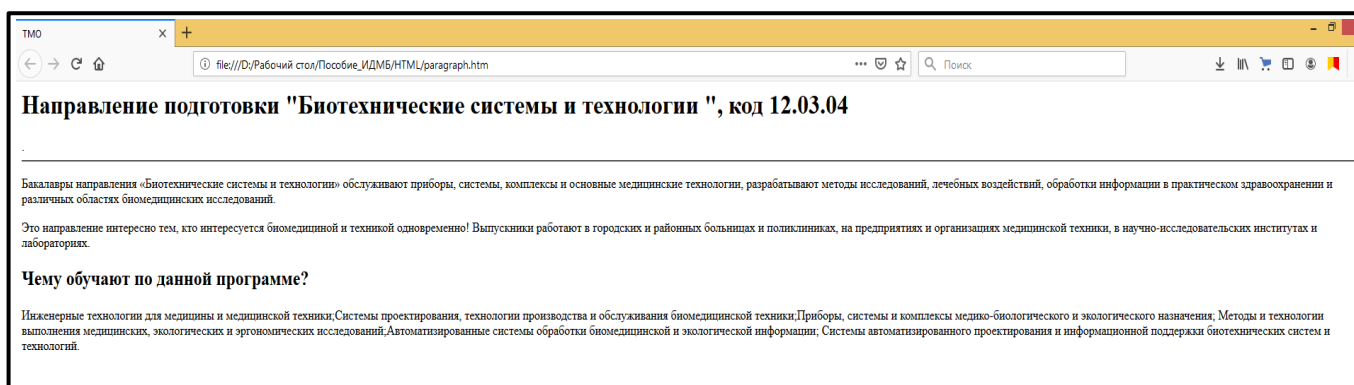 ТМО
file:///D:/Рабочий стол/Пособие_ИДМБ/HTML/paragraph.htm
Поиск
Направление подготовки "Биотехнические системы и технологии ", код 12.03.04
.
Бакалавры направления «Биотехнические системы и технологии» обслуживают приборы, системы, комплексы и основные медицинские технологии, разрабатывают методы исследований, лечебных воздействий, обработки информации в практическом здравоохранении и
различных областях биомедицинских исследований.
Это направление интересно тем, кто интересуется биомедициной и техникой одновременно! Выпускники работают в городских и районных больницах и поликлиниках, на предприятиях и организациях медицинской техники, в научно-исследовательских институтах и
лабораториях.
Чему обучают по данной программе?
Инженерные технологии для медицины и медицинской техники;Системы проектирования, технологии производства и обслуживания биомедицинской техники;Приборы, системы и комплексы медико-биологического и экологического назначения; Методы и технологии
выполнения медицинских, экологических и эргономических исследований;Автоматизированные системы обработки биомедицинской и экологической информации; Системы автоматизированного проектирования и информационной поддержки биотехнических систем и
технологий.